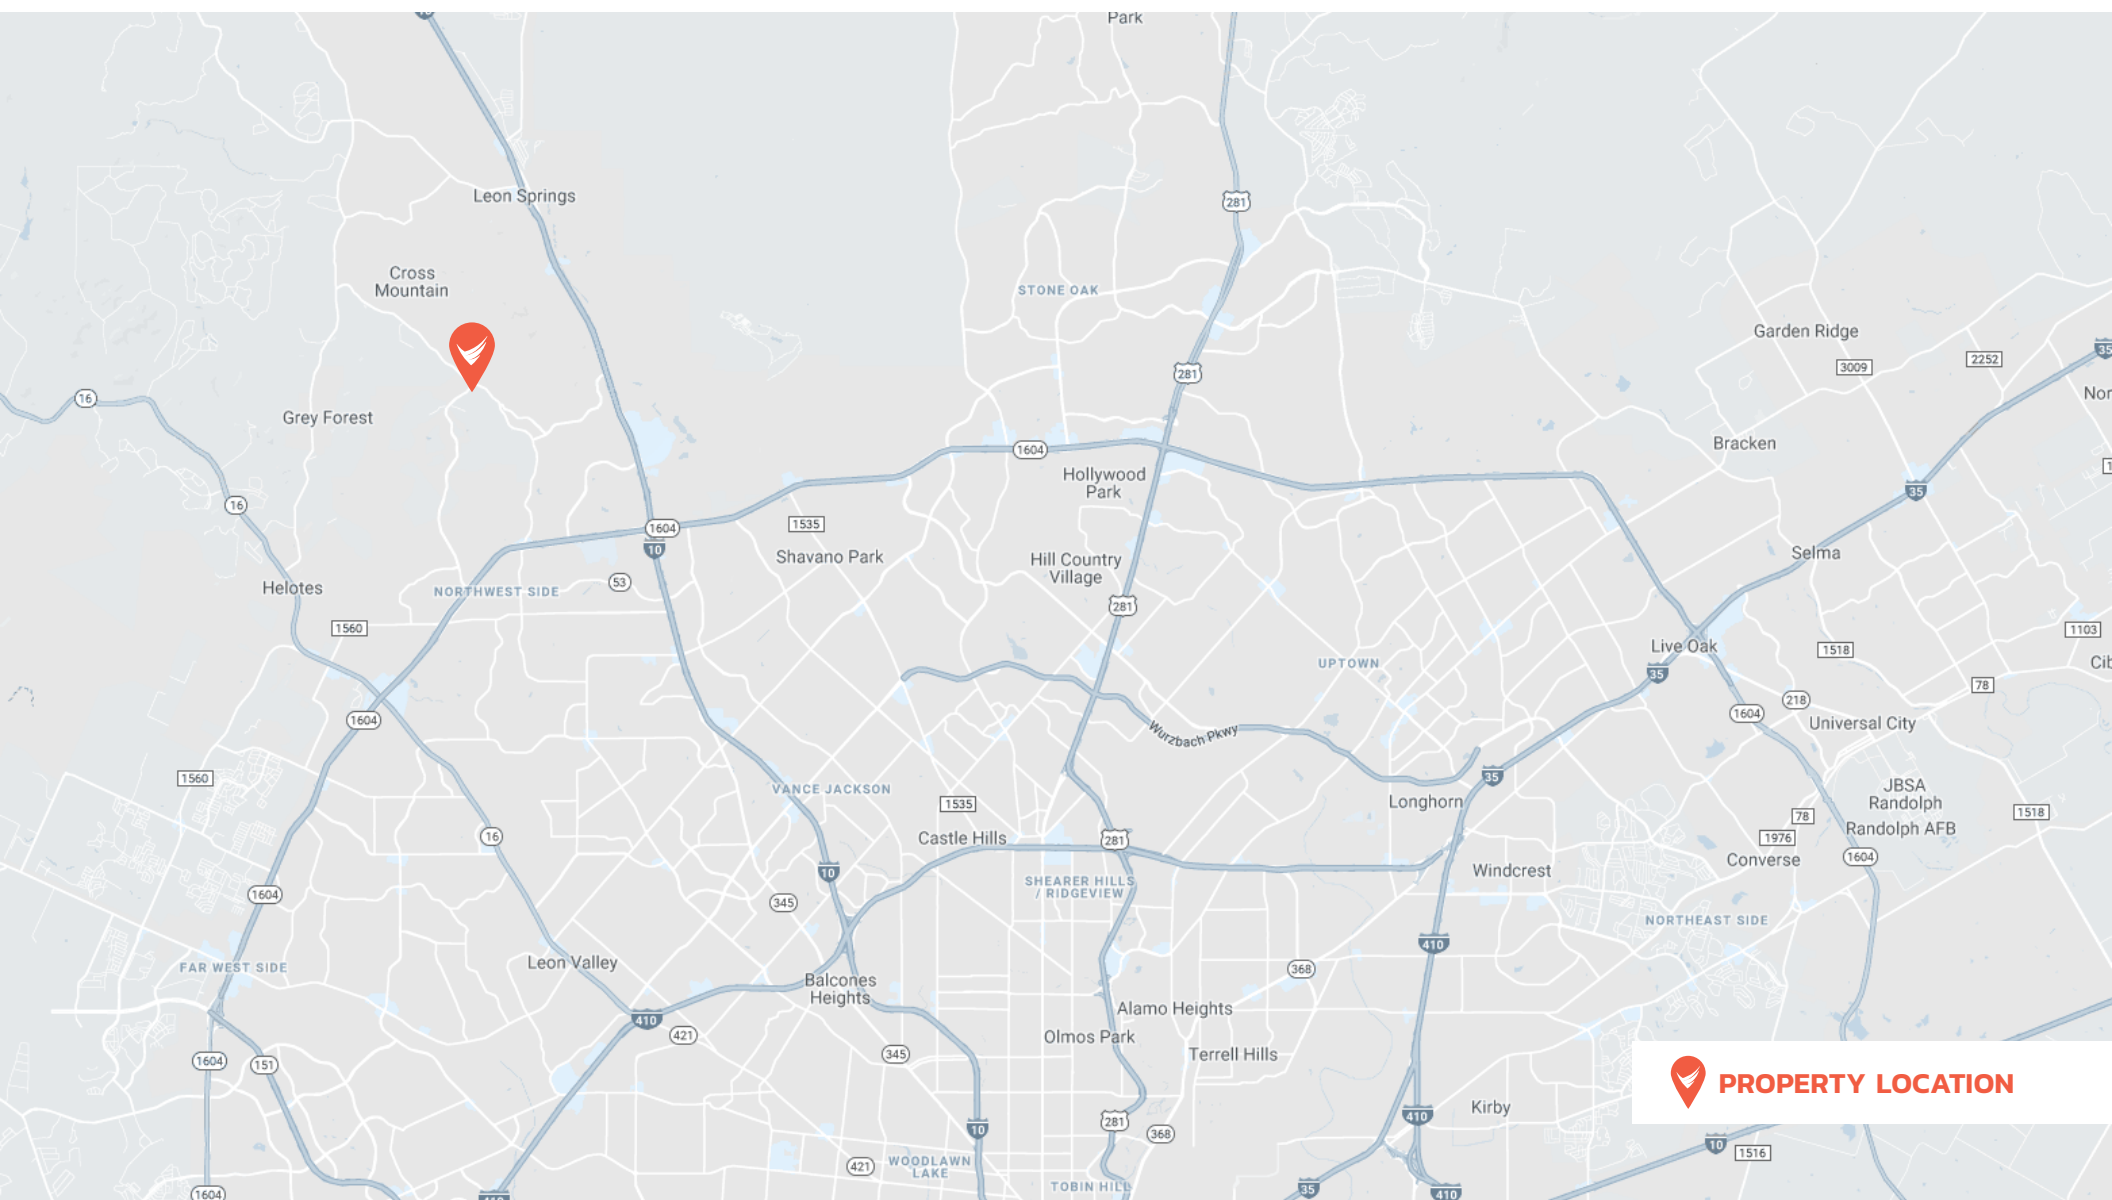 Park
Leon Springs
281
Cross
Mountain
STONE OAK
Garden Ridge
35
2252
3009
281
16
Nor
Grey Forest
Bracken
1604
Hollywood
Park
35
16
1604
1535
10
Shavano Park
Selma
Hill Country
Village
53
Helotes
NORTHWEST SIDE
281
1560
1103
Live Oak
1518
UPTOWN
Cib
35
78
218
1604
1604
Universal City
Wurzbach Pkwy
1560
35
VANCE JACKSON
JBSA
Randolph
Longhorn
1535
1518
78
Randolph AFB
16
Castle Hills
281
1976
Converse
1604
10
Windcrest
SHEARER HILLS
/ RIDGEVIEW
1604
345
NORTHEAST SIDE
410
Leon Valley
FAR WEST SIDE
368
Balcones
Heights
Alamo Heights
410
421
Olmos Park
345
Terrell Hills
1604
151
PROPERTY LOCATION
Kirby
410
281
10
368
10
1516
421
WOODLAWN
LAKE
TOBIN HILL
35
410
1604